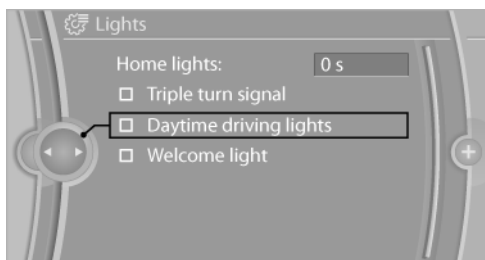 Lights
Home lights: 0 s
Triple turn signal
Daytime driving lights
Welcome light